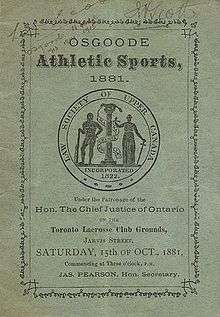 OSGOODE
Athletic Sports,
1881.
LAW SOCIETY OF UPPER CANADA
INCORPORATED
1822.
Under the Patronage of the
Hon. The Chief Justice of Ontario
ON THE
Toronto Lacrosse Club Grounds,
JARVIS STREET,
SATURDAY, 15th OF OCT., 1881,
Commencing at Three o'clock, P.M.
JAS. PEARSON, Hon. Secretary.